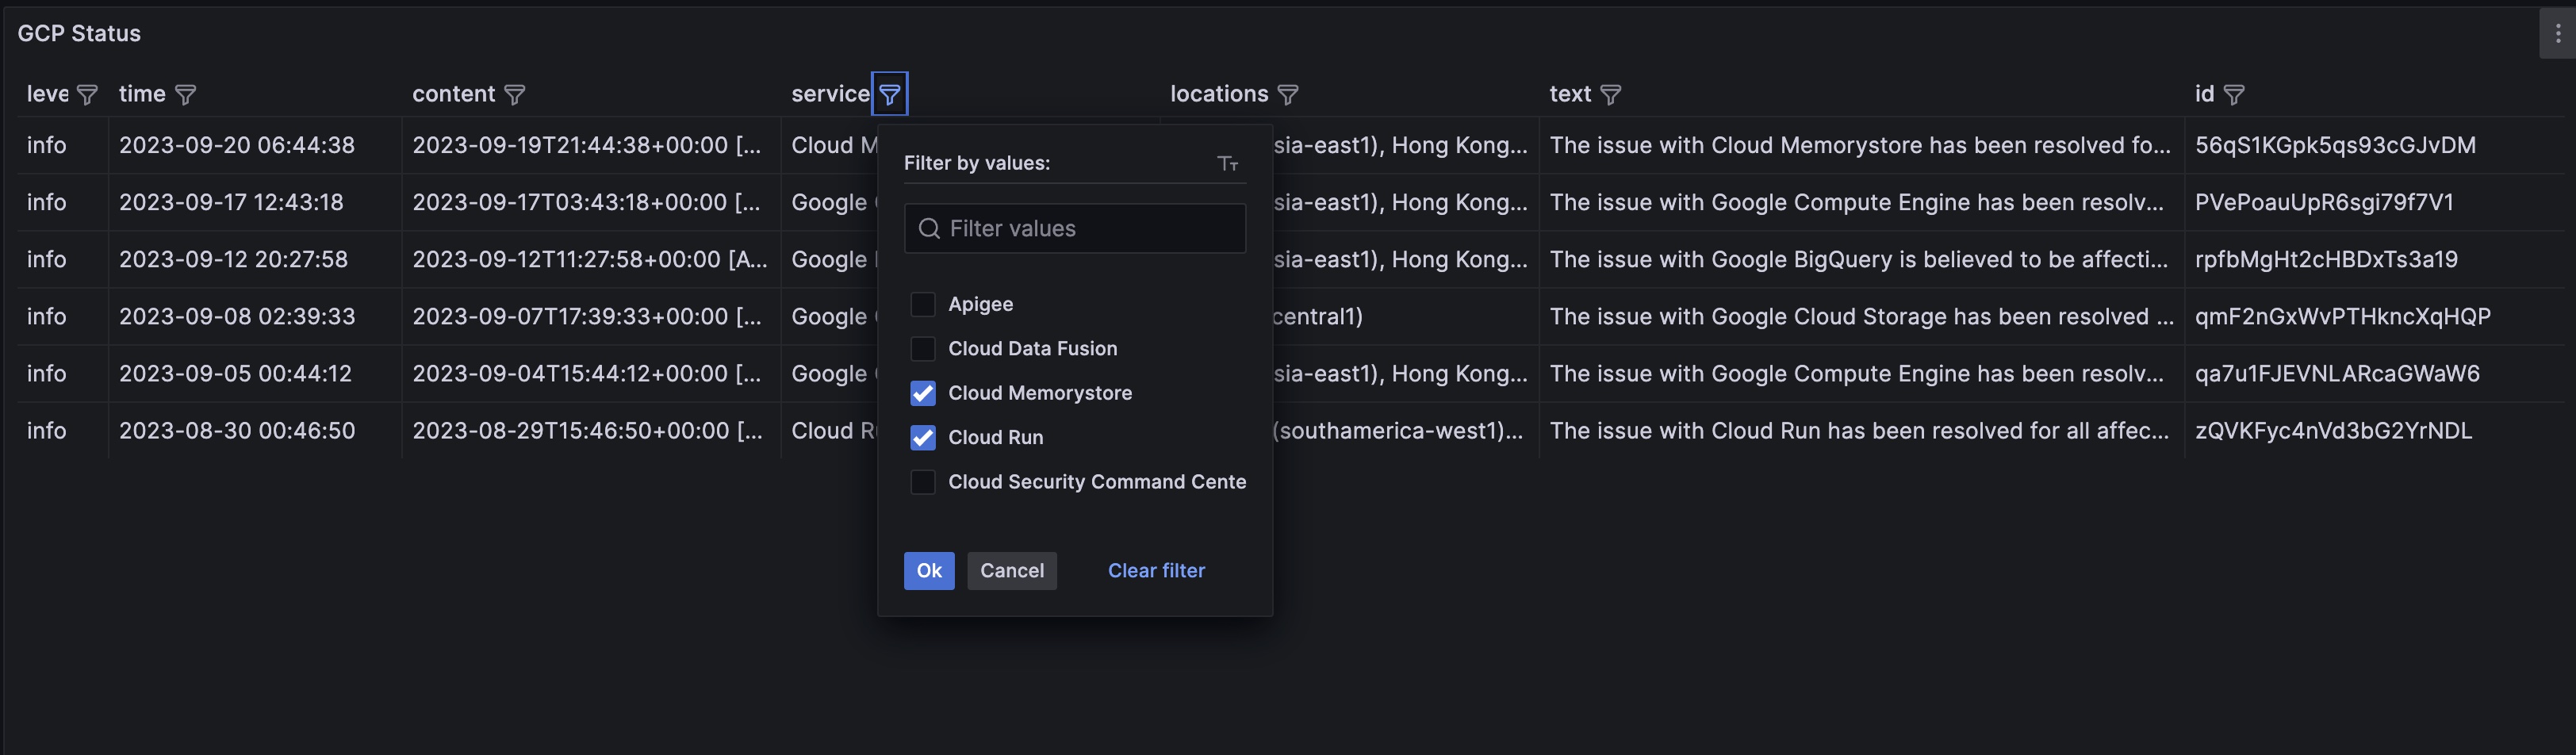 GCP Status
leve time content service locations text id
info 2023-09-20 06:44:38 2023-09-19T21:44:38+00:00 [... Cloud M sia-east1), Hong Kong... The issue with Cloud Memorystore has been resolved fo... 56qS1KGpk5qs93cGJvDM
info 2023-09-17 12:43:18 2023-09-17T03:43:18+00:00 [... Google sia-east1), Hong Kong... The issue with Google Compute Engine has been resolv... PVePoauUpR6sgi79f7V1
info 2023-09-12 20:27:58 2023-09-12T11:27:58+00:00 [A... Google sia-east1), Hong Kong... The issue with Google BigQuery is believed to be affecti... rpfbMgHt2cHBDxTs3a19
info 2023-09-08 02:39:33 2023-09-07T17:39:33+00:00 [... Google central1) The issue with Google Cloud Storage has been resolved ... qmF2nGxWvPTHkncXqHQP
info 2023-09-05 00:44:12 2023-09-04T15:44:12+00:00 [... Google sia-east1), Hong Kong... The issue with Google Compute Engine has been resolv... qa7u1FJEVNLARcaGWaW6
info 2023-08-30 00:46:50 2023-08-29T15:46:50+00:00 [... Cloud R (southamerica-west1)... The issue with Cloud Run has been resolved for all affec... zQVKFyc4nVd3bG2YrNDL
Filter by values:
Filter values
Apigee
Cloud Data Fusion
Cloud Memorystore
Cloud Run
Cloud Security Command Cente
Ok Cancel Clear filter